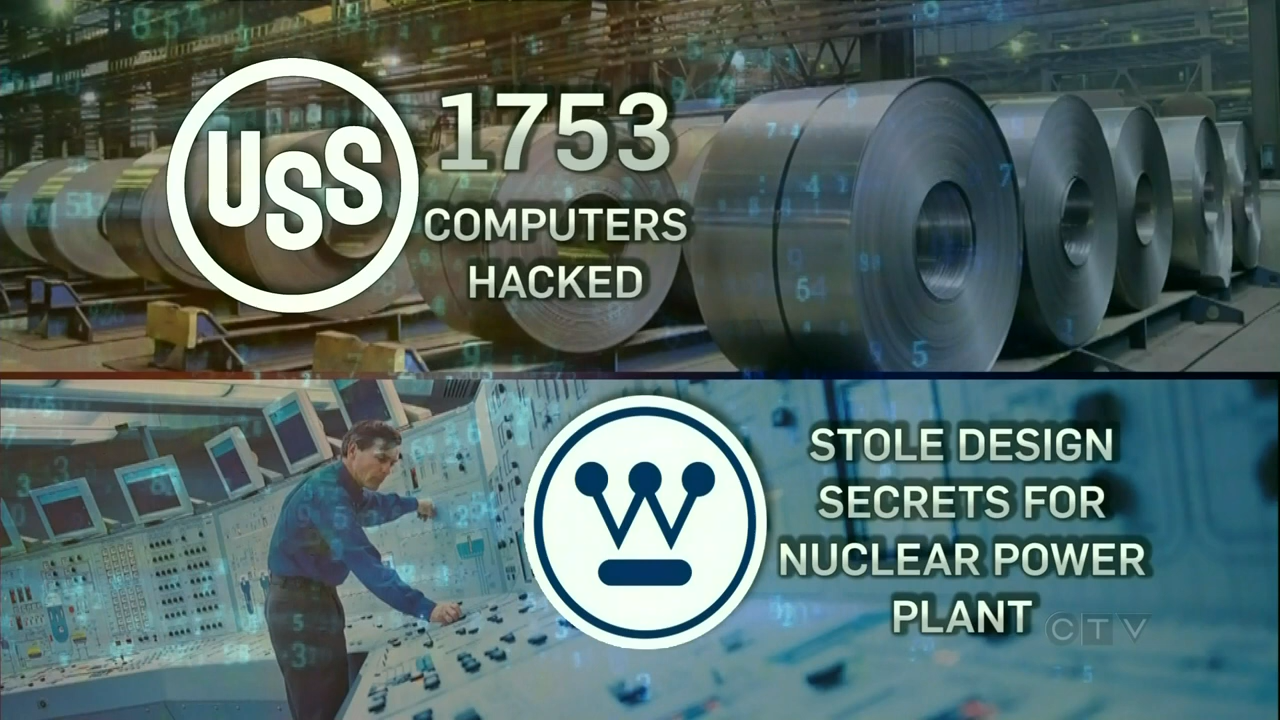 USS
1753
COMPUTERS
HACKED
W
STOLE DESIGN
SECRETS FOR
NUCLEAR POWER
PLANT
CTV